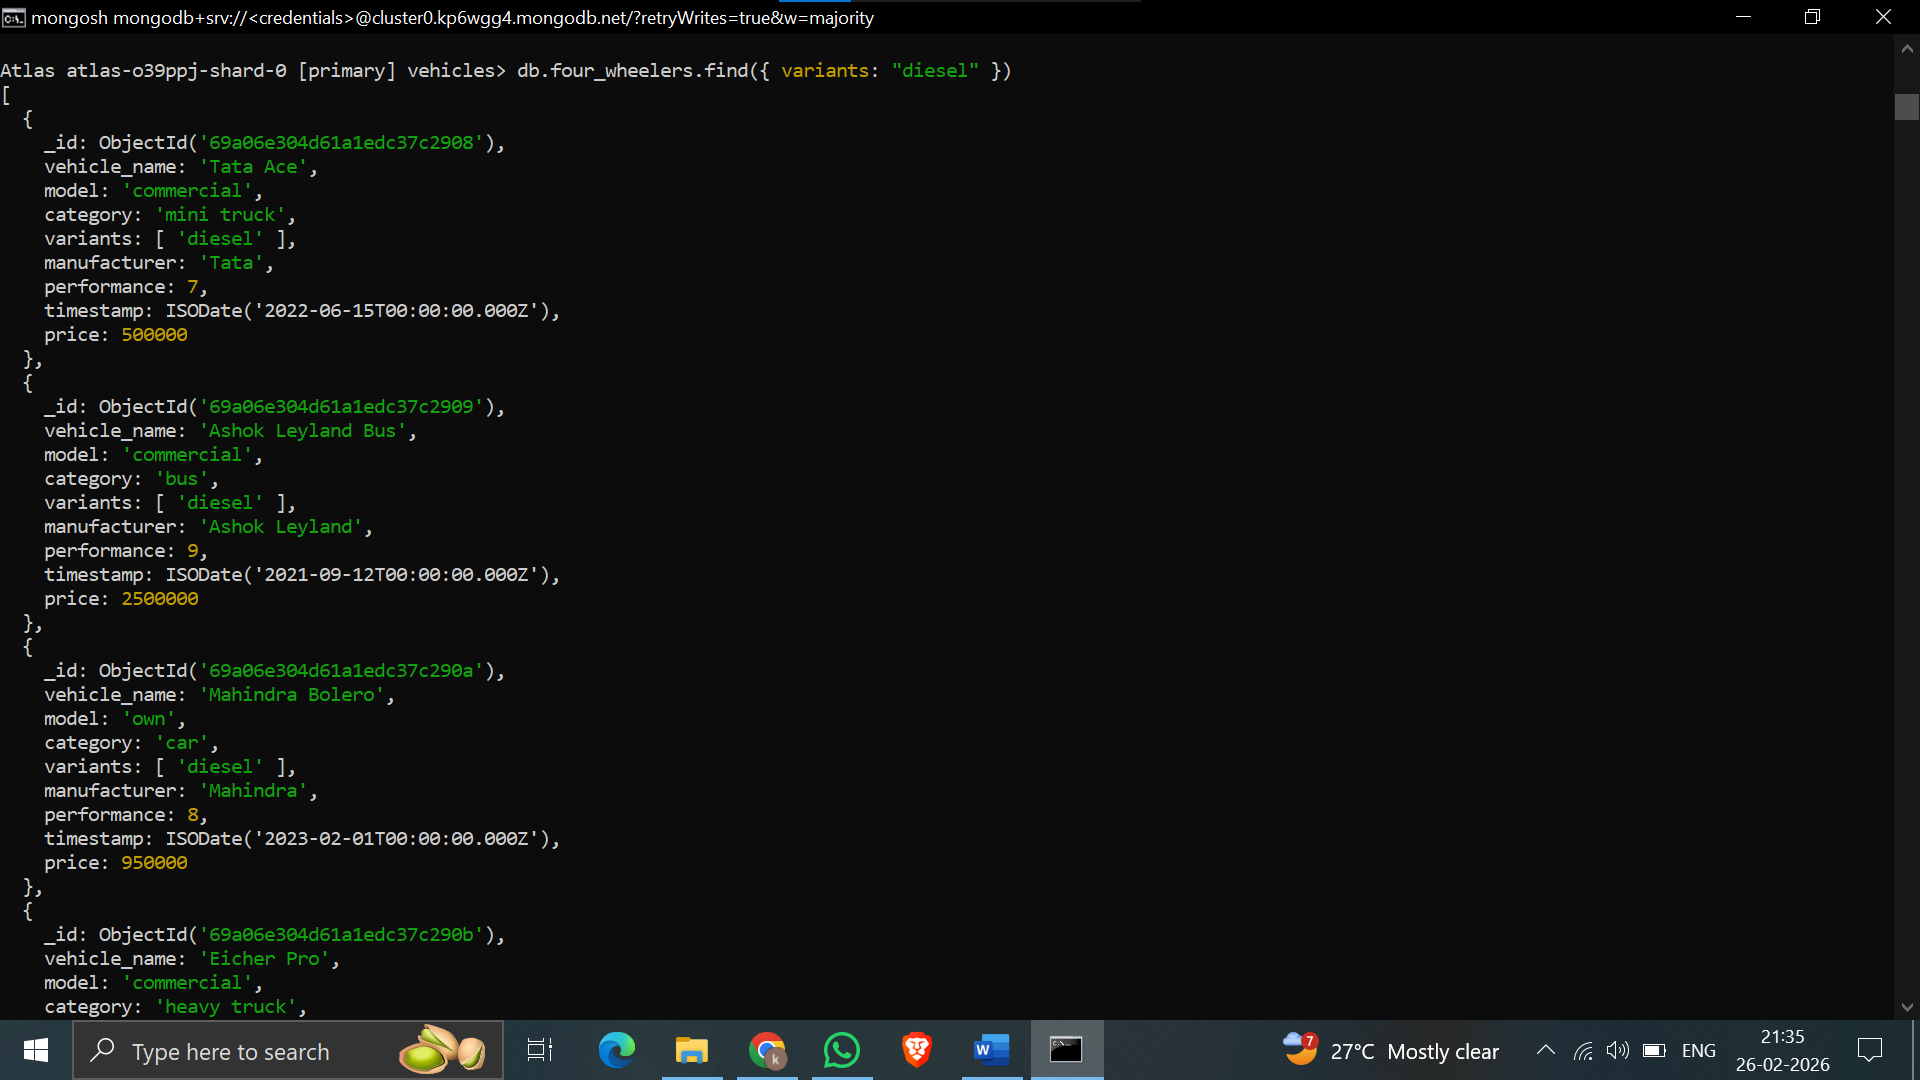 mongosh mongodb+srv://<credentials>@cluster0.kp6wgg4.mongodb.net/?retryWrites=true&w=majority
Atlas atlas-o39ppj-shard-0 [primary] vehicles> db.four_wheelers.find({ variants: "diesel" })
[
  {
    _id: ObjectId('69a06e304d61a1edc37c2908'),
    vehicle_name: 'Tata Ace',
    model: 'commercial',
    category: 'mini truck',
    variants: [ 'diesel' ],
    manufacturer: 'Tata',
    performance: 7,
    timestamp: ISODate('2022-06-15T00:00:00.000Z'),
    price: 500000
  },
  {
    _id: ObjectId('69a06e304d61a1edc37c2909'),
    vehicle_name: 'Ashok Leyland Bus',
    model: 'commercial',
    category: 'bus',
    variants: [ 'diesel' ],
    manufacturer: 'Ashok Leyland',
    performance: 9,
    timestamp: ISODate('2021-09-12T00:00:00.000Z'),
    price: 2500000
  },
  {
    _id: ObjectId('69a06e304d61a1edc37c290a'),
    vehicle_name: 'Mahindra Bolero',
    model: 'own',
    category: 'car',
    variants: [ 'diesel' ],
    manufacturer: 'Mahindra',
    performance: 8,
    timestamp: ISODate('2023-02-01T00:00:00.000Z'),
    price: 950000
  },
  {
    _id: ObjectId('69a06e304d61a1edc37c290b'),
    vehicle_name: 'Eicher Pro',
    model: 'commercial',
    category: 'heavy truck',
Type here to search
7
27°C Mostly clear
ENG
21:35
26-02-2026